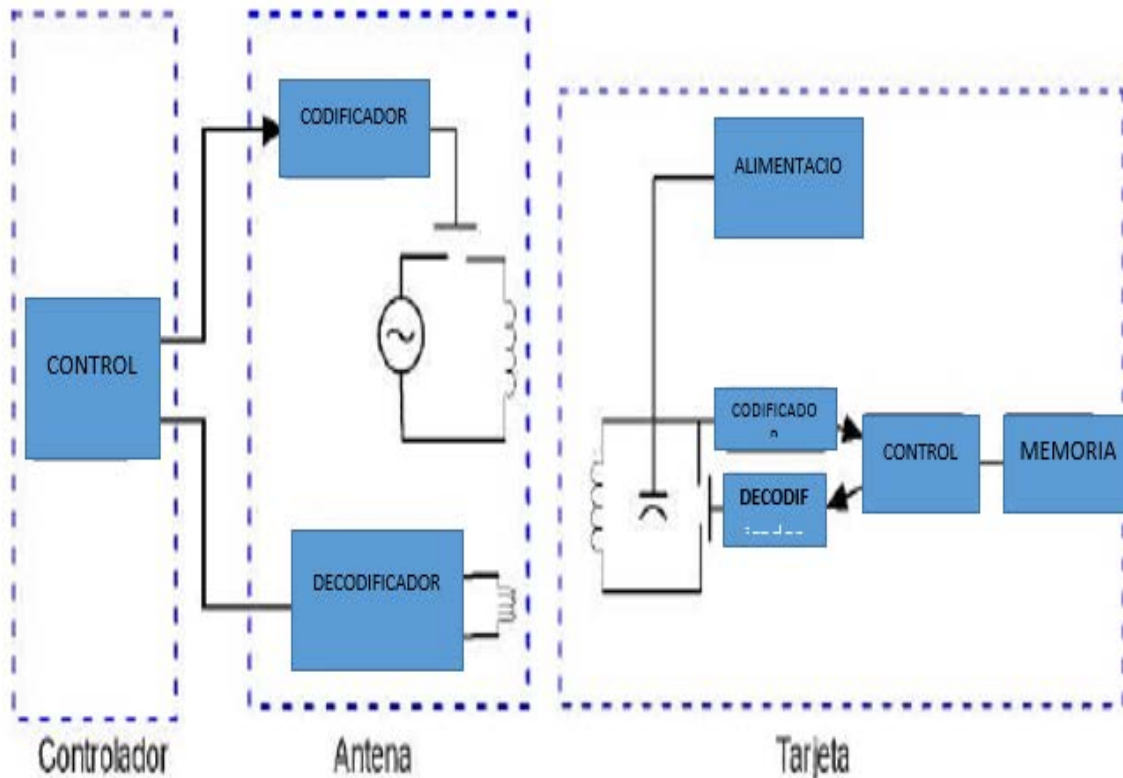 CODIFICADOR
CONTROL
DECODIFICADOR
ALIMENTACIO
CODIFICADO
DECODIF
CONTROL
MEMORIA
Controlador
Antena
Tarjeta